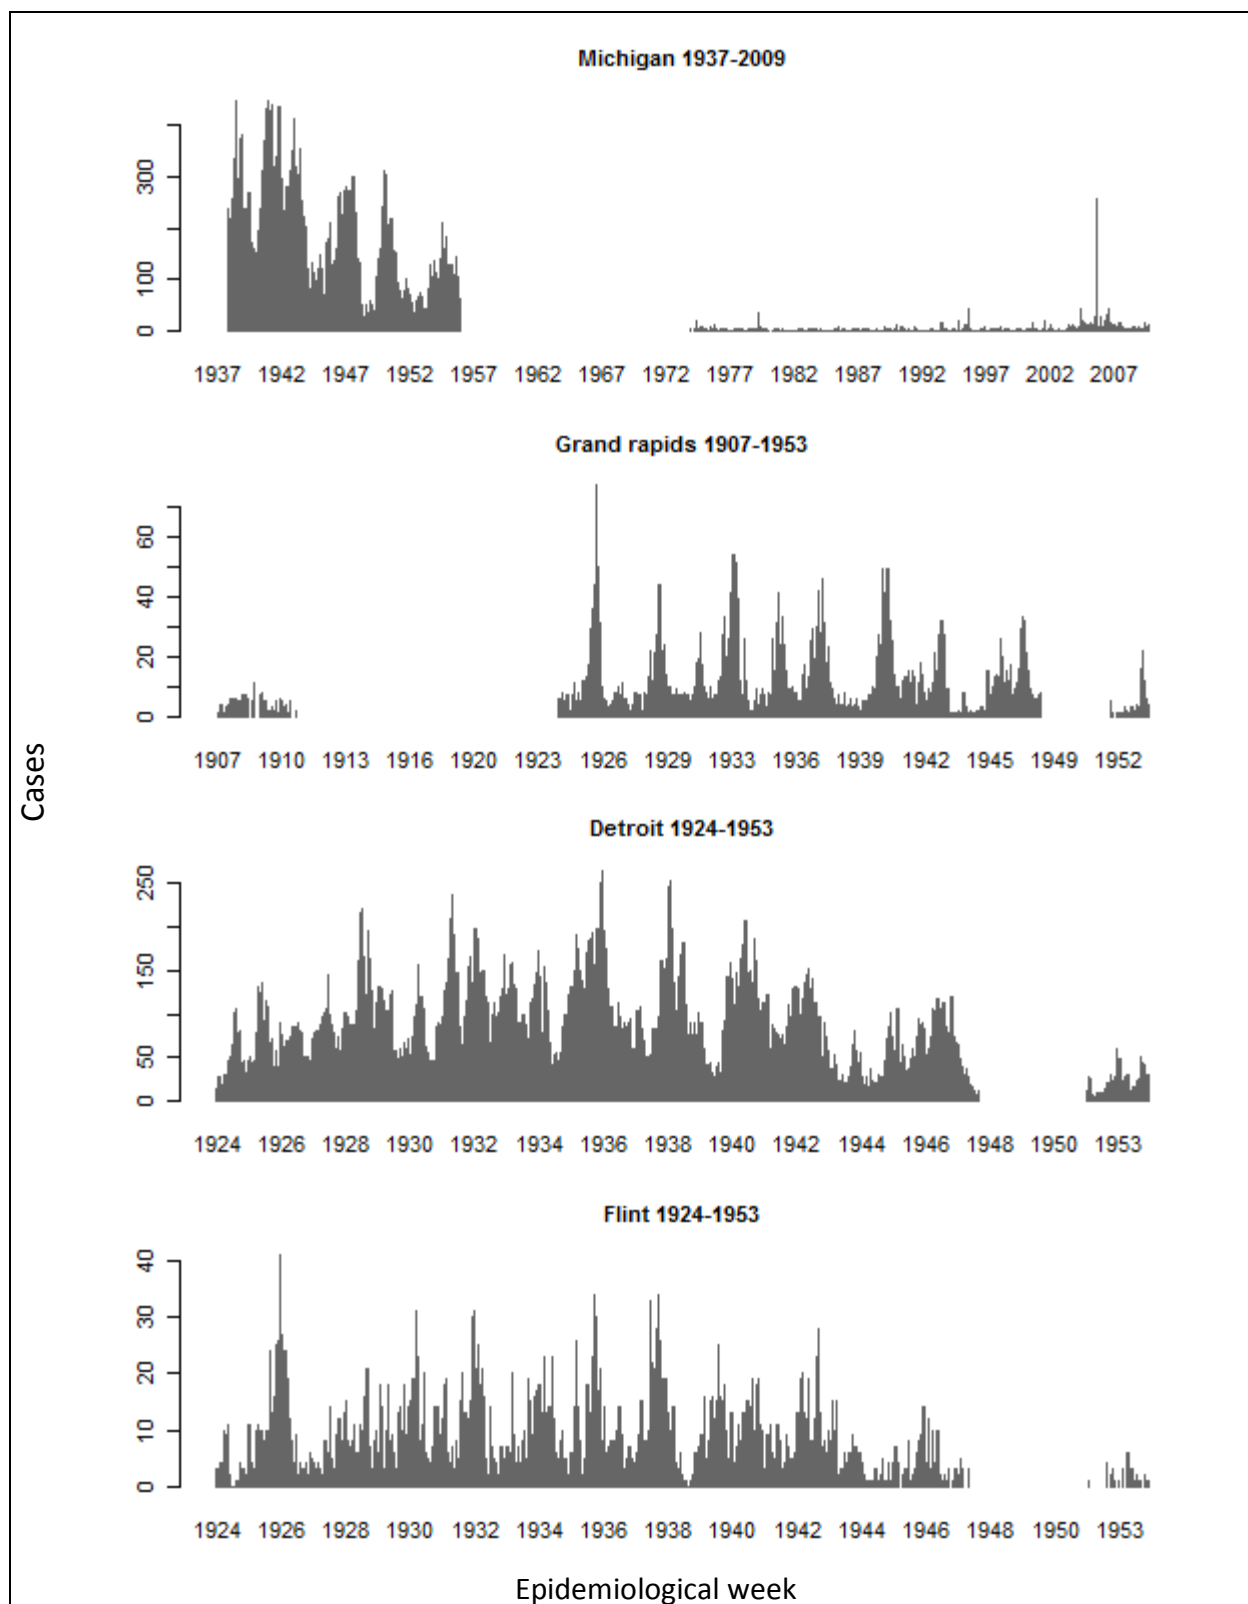 Michigan 1937-2009
300
100
0
1937 1942 1947 1952 1957 1962 1967 1972 1977 1982 1987 1992 1997 2002 2007
Grand rapids 1907-1953
60
40
20
0
1907 1910 1913 1916 1920 1923 1926 1929 1933 1936 1939 1942 1945 1949 1952
Cases
Detroit 1924-1953
250
150
50
0
1924 1926 1928 1930 1932 1934 1936 1938 1940 1942 1944 1946 1948 1950 1953
Flint 1924-1953
40
30
20
10
0
1924 1926 1928 1930 1932 1934 1936 1938 1940 1942 1944 1946 1948 1950 1953
Epidemiological week